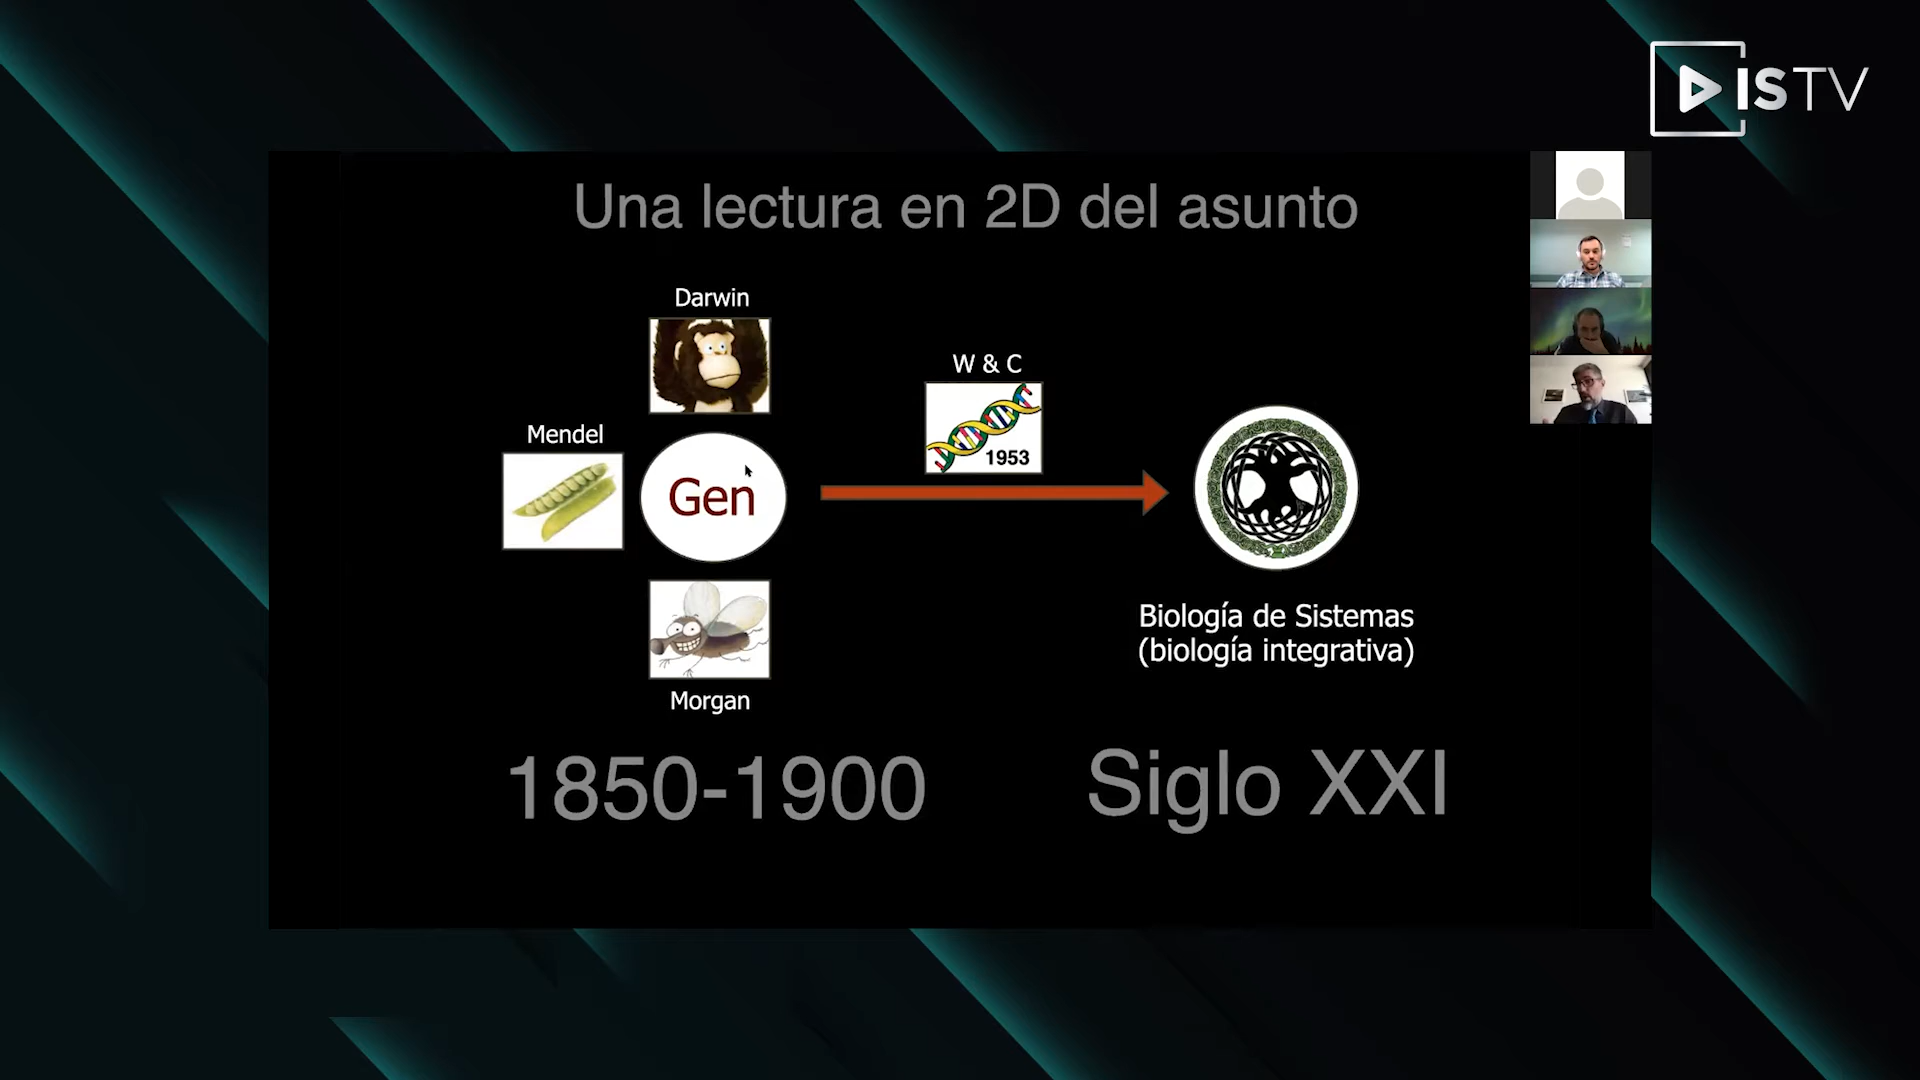 ISTV
Una lectura en 2D del asunto
Darwin
W & C
1953
Mendel
Gen
Morgan
Biología de Sistemas
(biología integrativa)
1850-1900
Siglo XXI